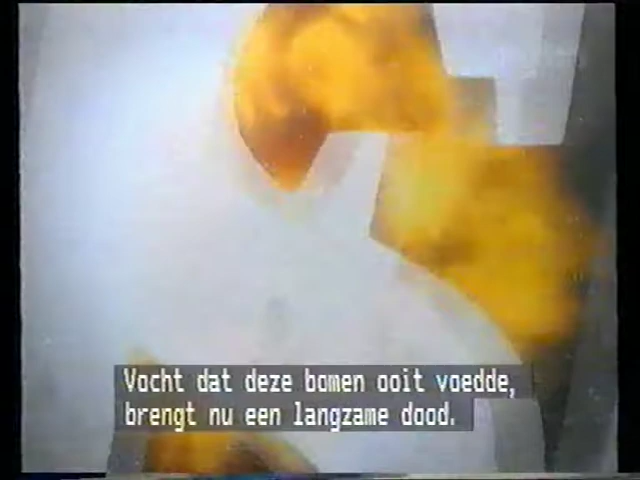 Vocht dat deze bomen ooit voedde,
brengt nu een langzame dood.